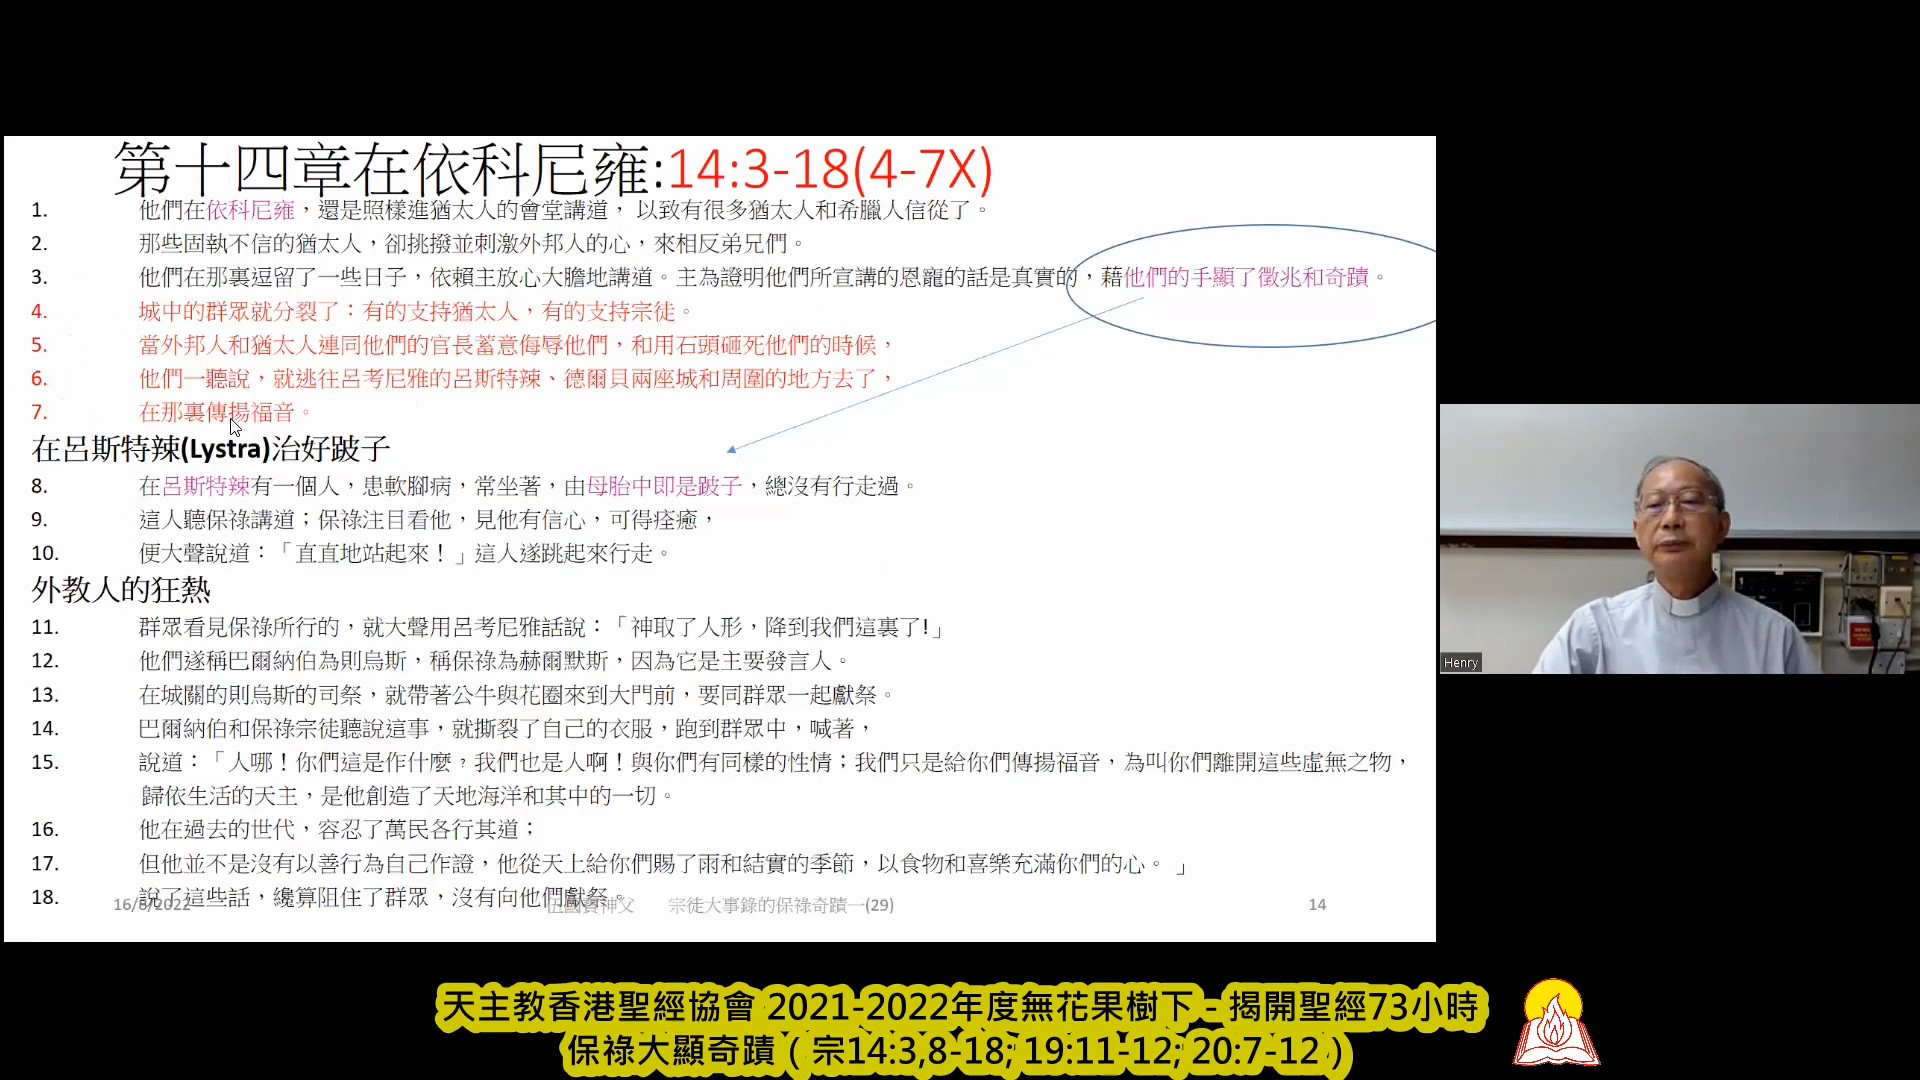 第十四章在依科尼雍:14:3-18(4-7X)
1. 他們在依科尼雍，還是照樣進猶太人的會堂講道， 以致有很多猶太人和希臘人信從了。
2. 那些固執不信的猶太人，卻挑撥並刺激外邦人的心，來相反弟兄們。
3. 他們在那裏逗留了一些日子，依賴主放心大膽地講道。主為證明他們所宣講的恩寵的話是真實的，藉他們的手顯了徵兆和奇蹟。
4. 城中的群眾就分裂了：有的支持猶太人，有的支持宗徒。
5. 當外邦人和猶太人連同他們的官長蓄意侮辱他們，和用石頭砸死他們的時候，
6. 他們一聽說，就逃往呂考尼雅的呂斯特辣、德爾貝兩座城和周圍的地方去了，
7. 在那裏傳揚福音。
在呂斯特辣(Lystra)治好跛子
8. 在呂斯特辣有一個人，患軟腳病，常坐著，由母胎中即是跛子，總沒有行走過。
9. 這人聽保祿講道；保祿注目看他，見他有信心，可得痊癒，
10. 便大聲說道：「直直地站起來！」這人遂跳起來行走。
外教人的狂熱
11. 群眾看見保祿所行的，就大聲用呂考尼雅話說：「神取了人形，降到我們這裏了!」
12. 他們遂稱巴爾納伯為則烏斯，稱保祿為赫爾默斯，因為它是主要發言人。
13. 在城關的則烏斯的司祭，就帶著公牛與花圈來到大門前，要同群眾一起獻祭。
14. 巴爾納伯和保祿宗徒聽說這事，就撕裂了自己的衣服，跑到群眾中，喊著，
15. 說道：「人哪！你們這是作什麼？我們也是人啊！與你們有同樣的性情；我們只是給你們傳揚福音，為叫你們離開這些虛無之物，
歸依生活的天主，是他創造了天地海洋和其中的一切。
16. 他在過去的世代，容忍了萬民各行其道；
17. 但他並不是沒有以善行為自己作證，他從天上給你們賜了雨和結實的季節，以食物和喜樂充滿你們的心。」
18. 說了這些話，纔算阻住了群眾，沒有向他們獻祭。
16/8/2022 伍國寶神父 宗徒大事錄的保祿奇蹟一(29) 14
Henry
天主教香港聖經協會 2021-2022年度無花果樹下 - 揭開聖經73小時
保祿大顯奇蹟（宗14:3,8-18; 19:11-12; 20:7-12）